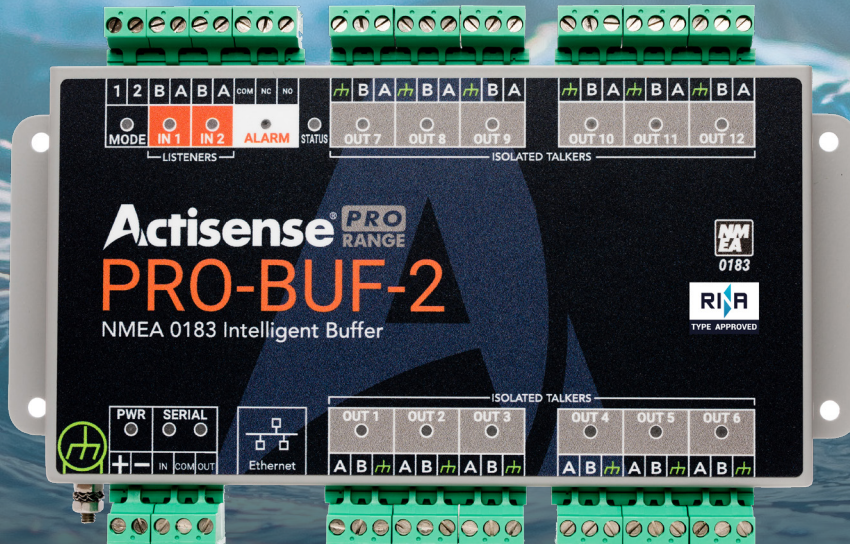 1 2 B A B A COM NC NO
MODE IN 1 IN 2 ALARM STATUS
LISTENERS
B A B A B A
OUT 7 OUT 8 OUT 9
B A B A B A
OUT 10 OUT 11 OUT 12
ISOLATED TALKERS
Actisense® PRO RANGE
PRO-BUF-2
NMEA 0183 Intelligent Buffer
NMEA
0183
RINA
TYPE APPROVED
ISOLATED TALKERS
PWR SERIAL
+ − IN COM OUT
Ethernet
OUT 1 OUT 2 OUT 3
A B A B A B
OUT 4 OUT 5 OUT 6
A B A B A B